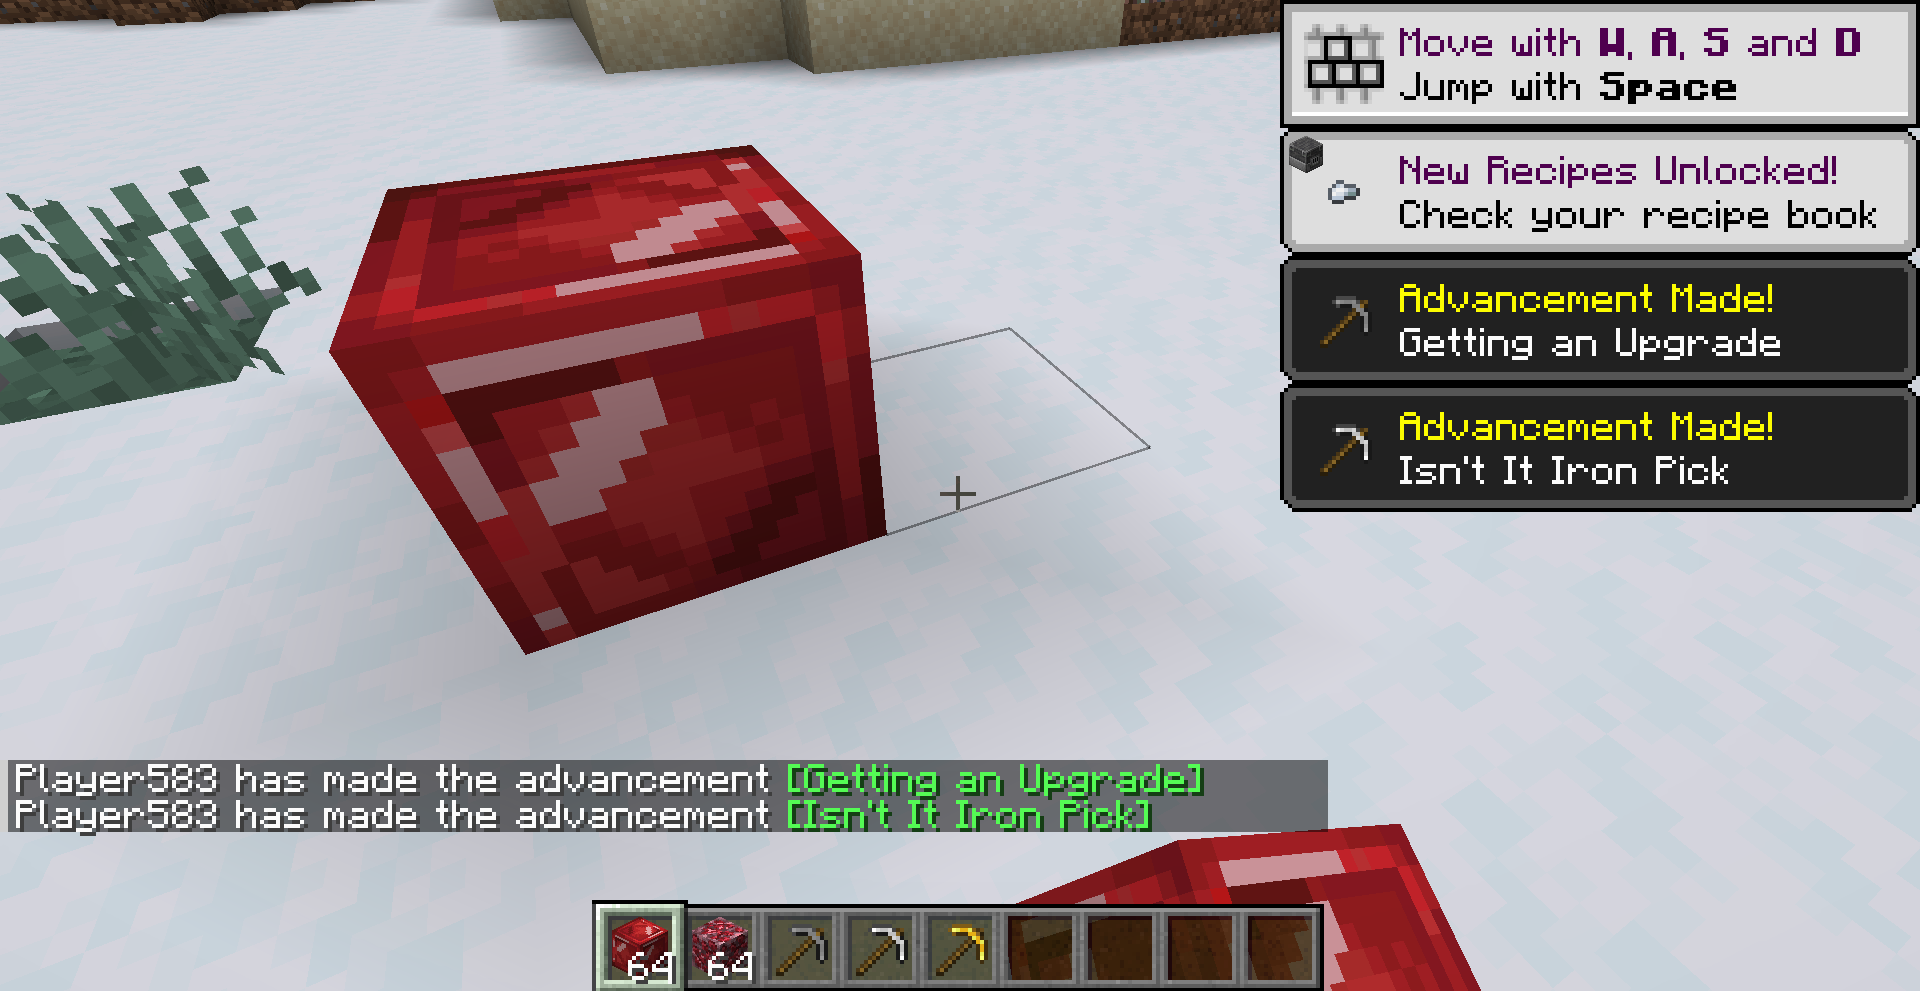 Move with W, A, S and D
Jump with Space
New Recipes Unlocked!
Check your recipe book
Advancement Made!
Getting an Upgrade
Advancement Made!
Isn't It Iron Pick
Player583 has made the advancement [Getting an Upgrade]
Player583 has made the advancement [Isn't It Iron Pick]
64 64